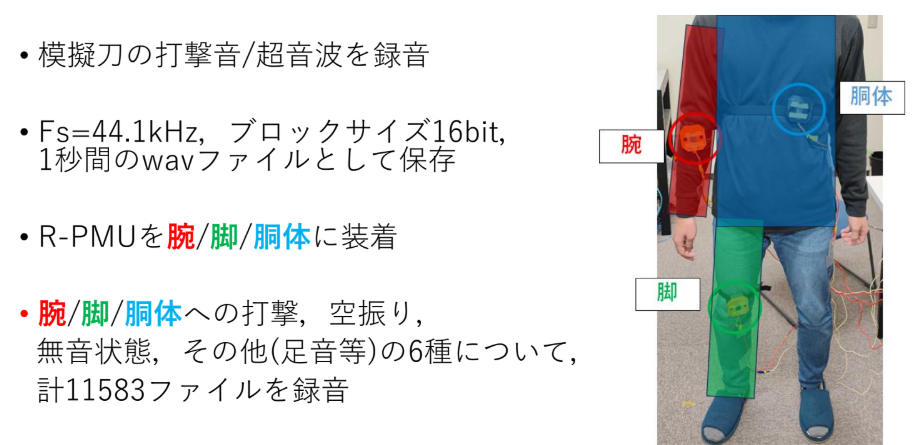 • 模擬刀の打撃音/超音波を録音
• Fs=44.1kHz, ブロックサイズ16bit,
1秒間のwavファイルとして保存
• R-PMUを腕/脚/胴体に装着
• 腕/脚/胴体への打撃, 空振り,
無音状態, その他(足音等)の6種について,
計11583ファイルを録音
胴体
腕
脚